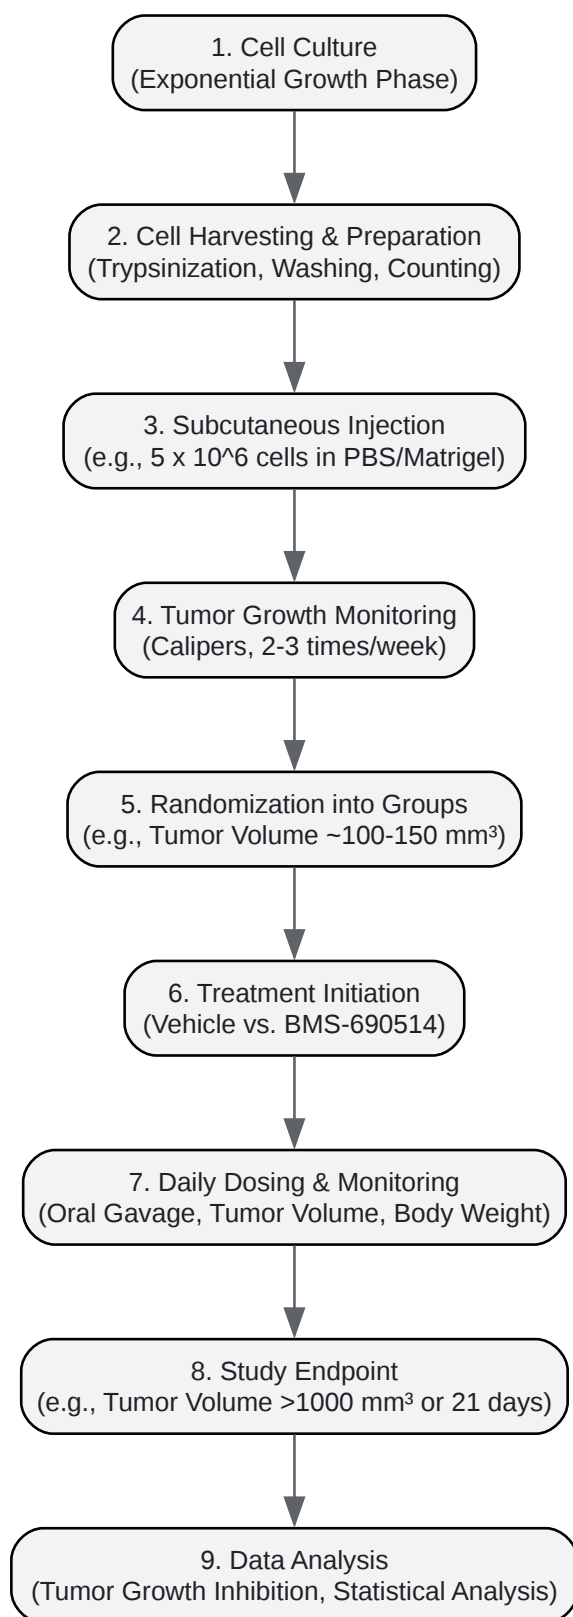 1. Cell Culture
(Exponential Growth Phase)
2. Cell Harvesting & Preparation
(Trypsinization, Washing, Counting)
3. Subcutaneous Injection
(e.g., 5 x 10^6 cells in PBS/Matrigel)
4. Tumor Growth Monitoring
(Calipers, 2-3 times/week)
5. Randomization into Groups
(e.g., Tumor Volume ~100-150 mm³)
6. Treatment Initiation
(Vehicle vs. BMS-690514)
7. Daily Dosing & Monitoring
(Oral Gavage, Tumor Volume, Body Weight)
8. Study Endpoint
(e.g., Tumor Volume >1000 mm³ or 21 days)
9. Data Analysis
(Tumor Growth Inhibition, Statistical Analysis)